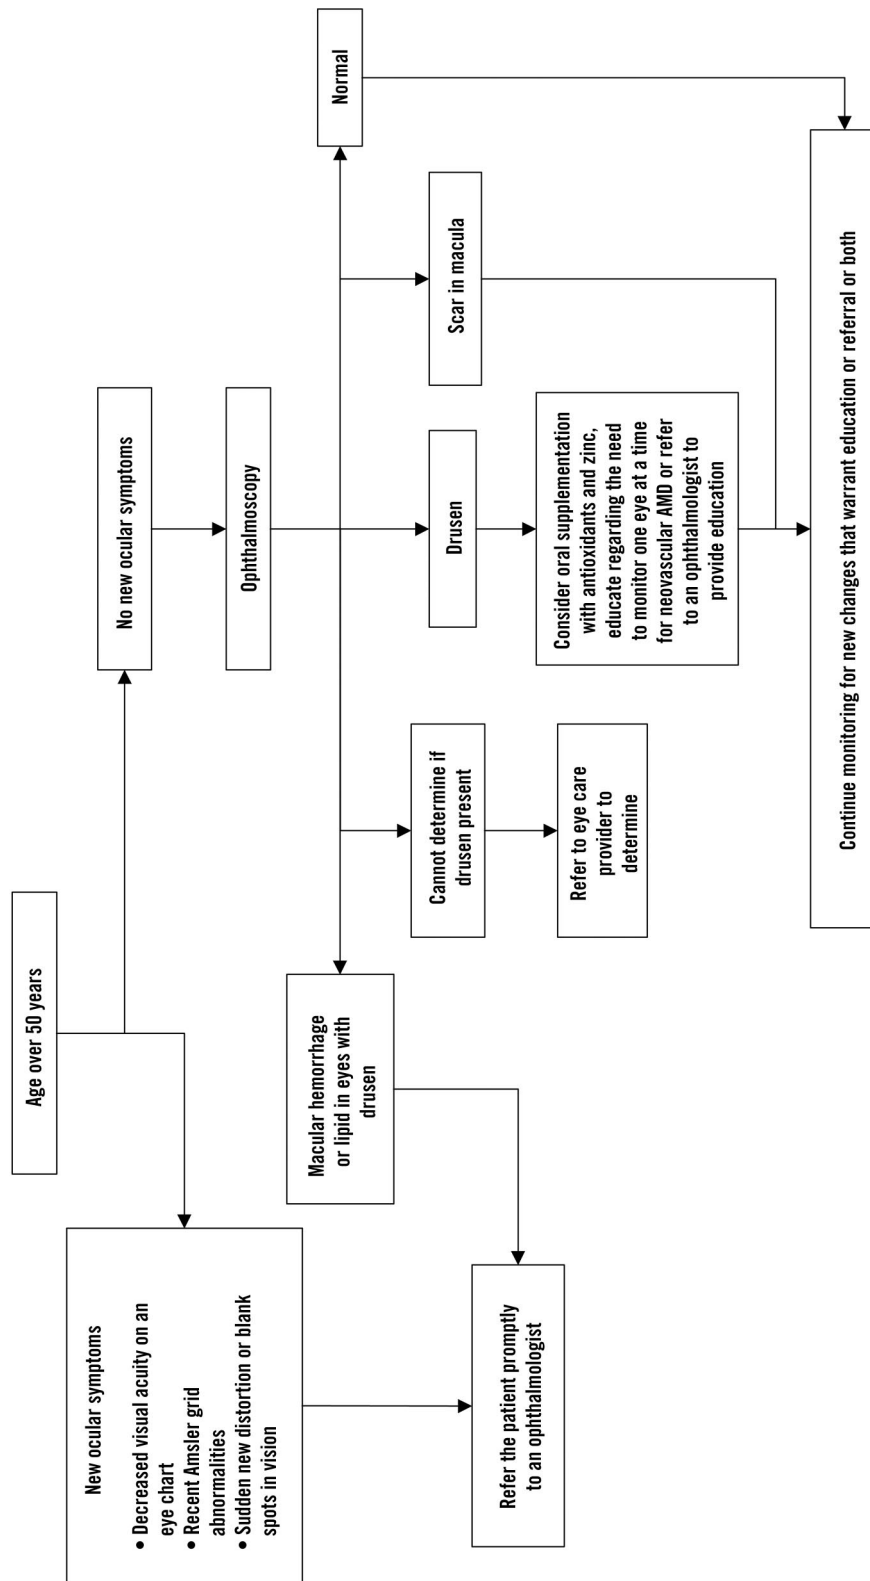 Age over 50 years
New ocular symptoms
• Decreased visual acuity on an
eye chart
• Recent Amsler grid
abnormalities
• Sudden new distortion or blank
spots in vision
No new ocular symptoms
Ophthalmoscopy
Macular hemorrhage
or lipid in eyes with
drusen
Normal
Cannot determine if
drusen present
Drusen
Scar in macula
Refer the patient promptly
to an ophthalmologist
Refer to eye care
provider to
determine
Consider oral supplementation
with antioxidants and zinc,
educate regarding the need
to monitor one eye at a time
for neovascular AMD or refer
to an ophthalmologist to
provide education
Continue monitoring for new changes that warrant education or referral or both